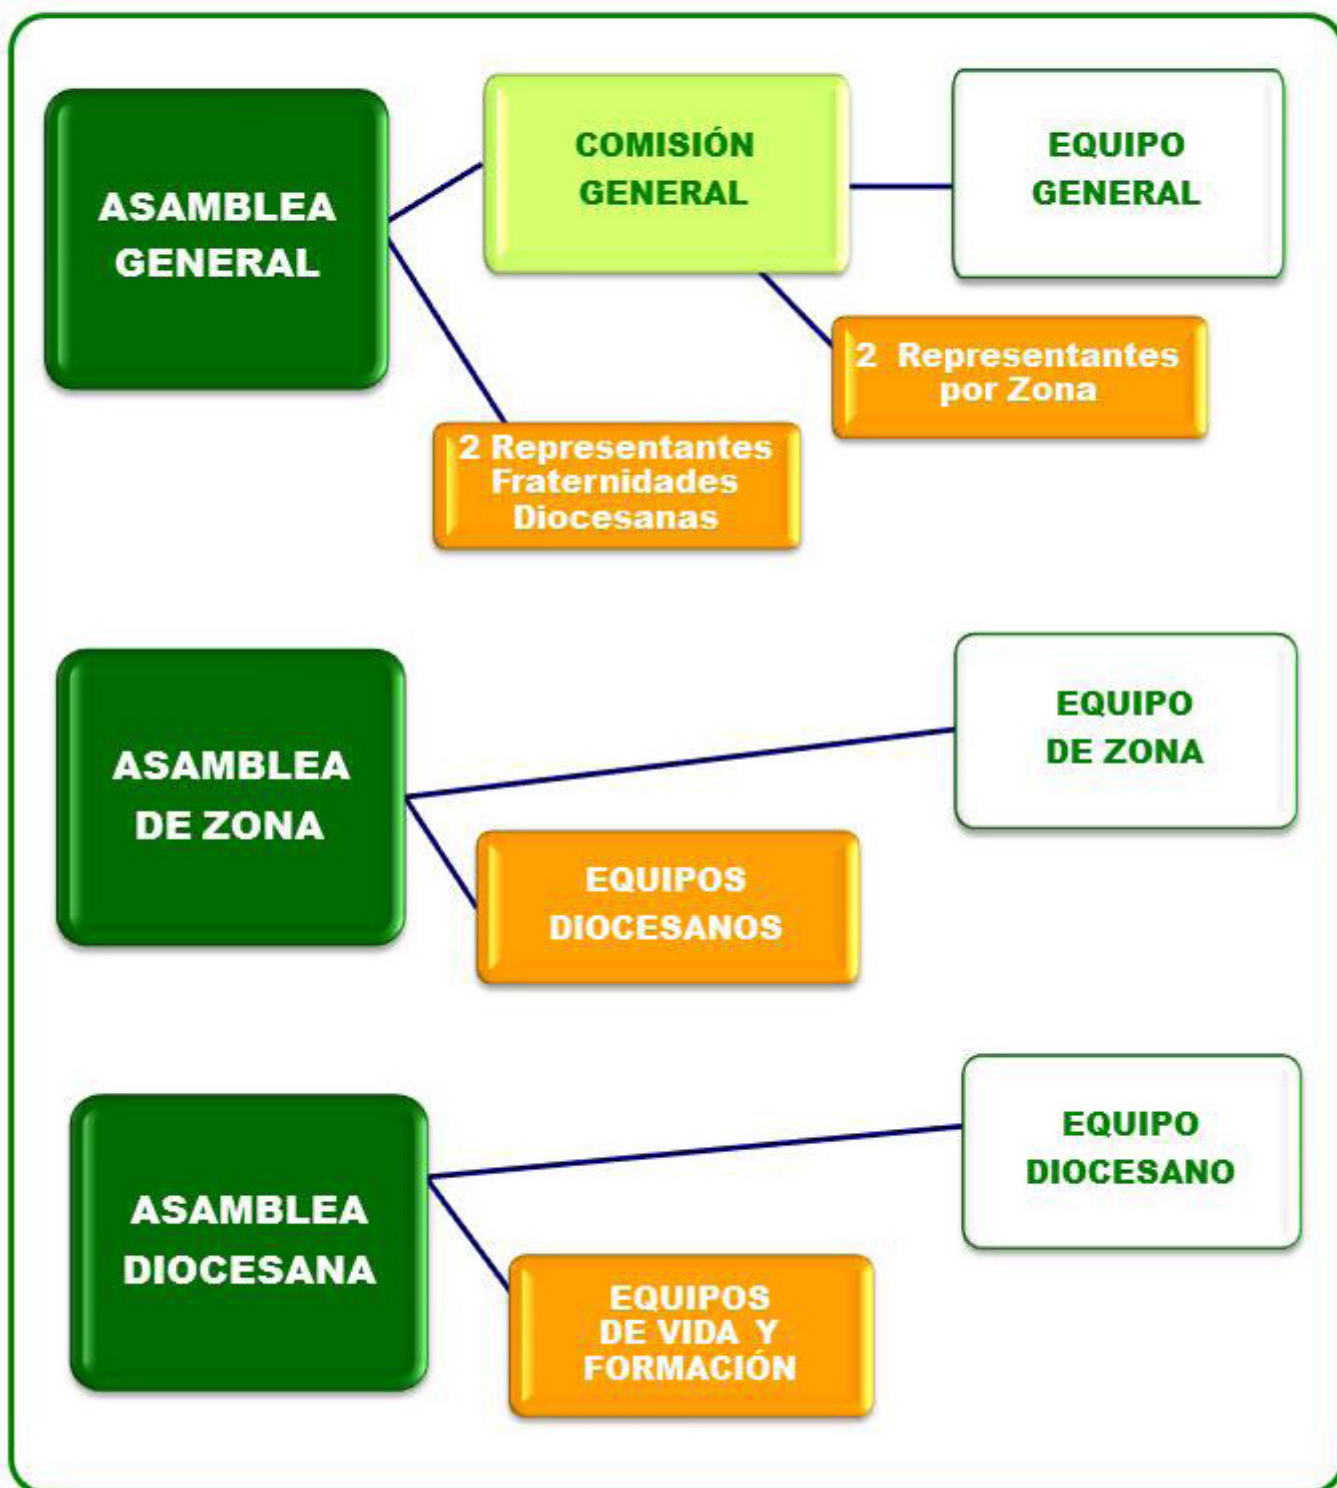 ASAMBLEA
GENERAL
COMISIÓN
GENERAL
EQUIPO
GENERAL
2 Representantes
por Zona
2 Representantes
Fraternidades
Diocesanas
ASAMBLEA
DE ZONA
EQUIPO
DE ZONA
EQUIPOS
DIOCESANOS
ASAMBLEA
DIOCESANA
EQUIPO
DIOCESANO
EQUIPOS
DE VIDA Y
FORMACIÓN